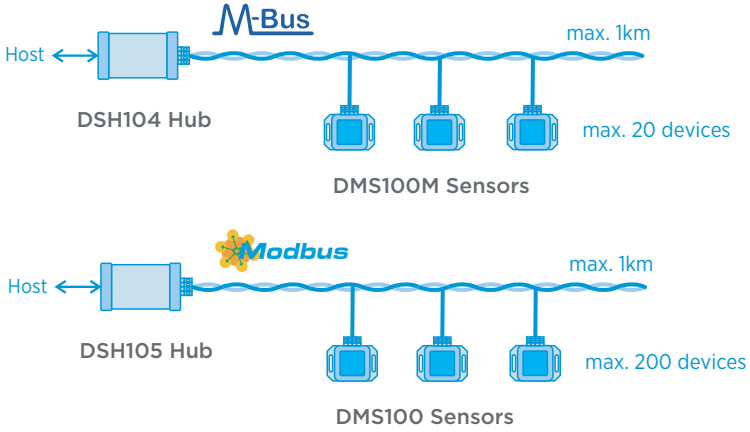 M-Bus
max. 1km
Host
DSH104 Hub
max. 20 devices
DMS100M Sensors
Modbus
max. 1km
Host
DSH105 Hub
max. 200 devices
DMS100 Sensors